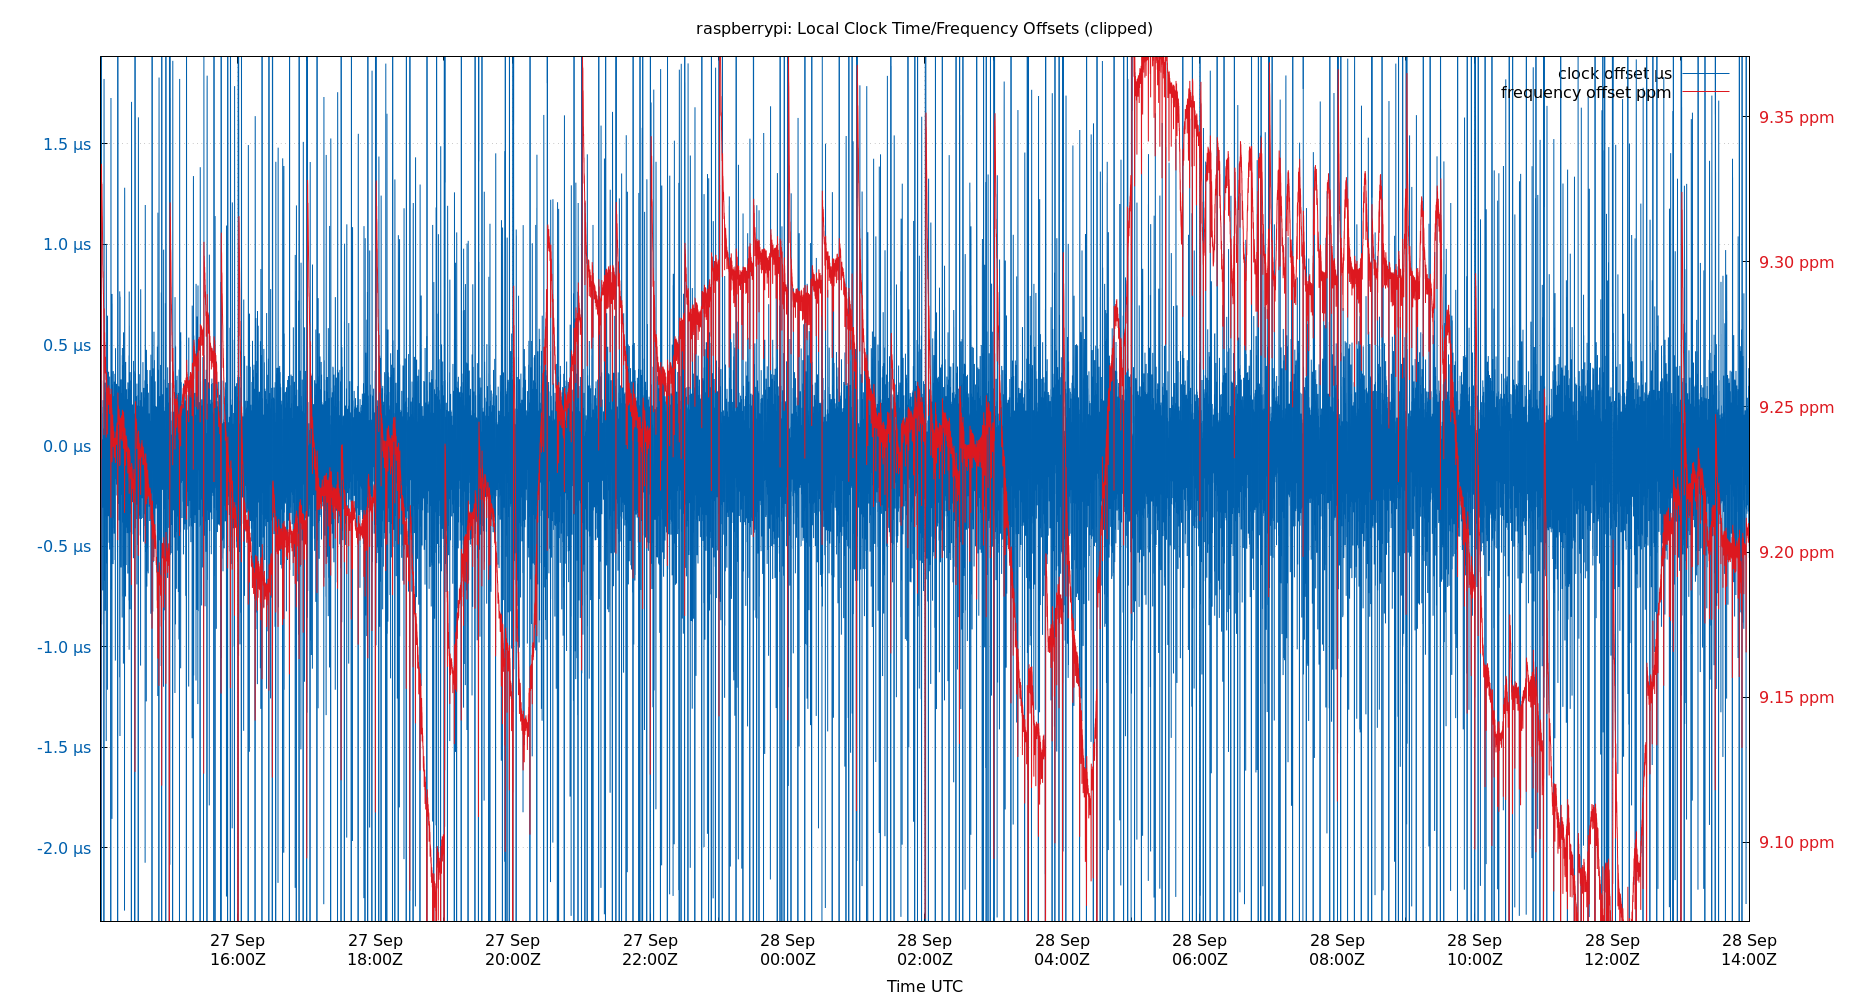 raspberrypi: Local Clock Time/Frequency Offsets (clipped)
clock offset µs
frequency offset ppm
1.5 µs
1.0 µs
0.5 µs
0.0 µs
-0.5 µs
-1.0 µs
-1.5 µs
-2.0 µs
9.35 ppm
9.30 ppm
9.25 ppm
9.20 ppm
9.15 ppm
9.10 ppm
27 Sep 27 Sep 27 Sep 27 Sep 28 Sep 28 Sep 28 Sep 28 Sep 28 Sep 28 Sep 28 Sep 28 Sep
16:00Z 18:00Z 20:00Z 22:00Z 00:00Z 02:00Z 04:00Z 06:00Z 08:00Z 10:00Z 12:00Z 14:00Z
Time UTC